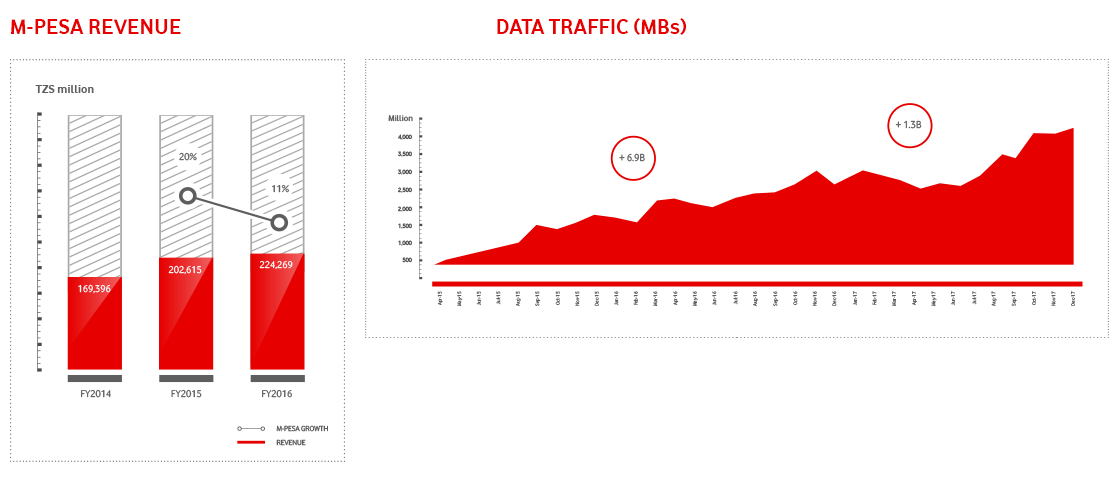 M-PESA REVENUE
DATA TRAFFIC (MBs)
TZS million
20%
11%
169,396
202,615
224,269
FY2014
FY2015
FY2016
M-PESA GROWTH
REVENUE
Million
4,000
3,500
3,000
2,500
2,000
1,500
1,000
500
+ 6.9B
+ 1.3B
Apr-15
May-15
Jun-15
Jul-15
Aug-15
Sep-15
Oct-15
Nov-15
Dec-15
Jan-16
Feb-16
Mar-16
Apr-16
May-16
Jun-16
Jul-16
Aug-16
Sep-16
Oct-16
Nov-16
Dec-16
Jan-17
Feb-17
Mar-17
Apr-17
May-17
Jun-17
Jul-17
Aug-17
Sep-17
Oct-17
Nov-17
Dec-17